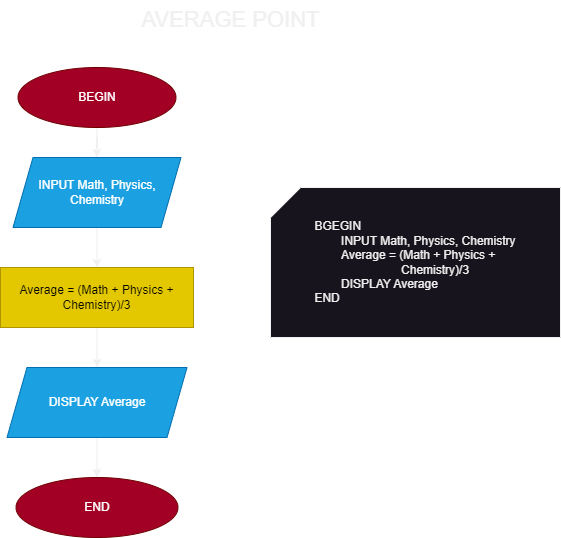 AVERAGE POINT
BEGIN
INPUT Math, Physics,
Chemistry
Average = (Math + Physics +
Chemistry)/3
DISPLAY Average
END
BGEGIN
INPUT Math, Physics, Chemistry
Average = (Math + Physics +
Chemistry)/3
DISPLAY Average
END